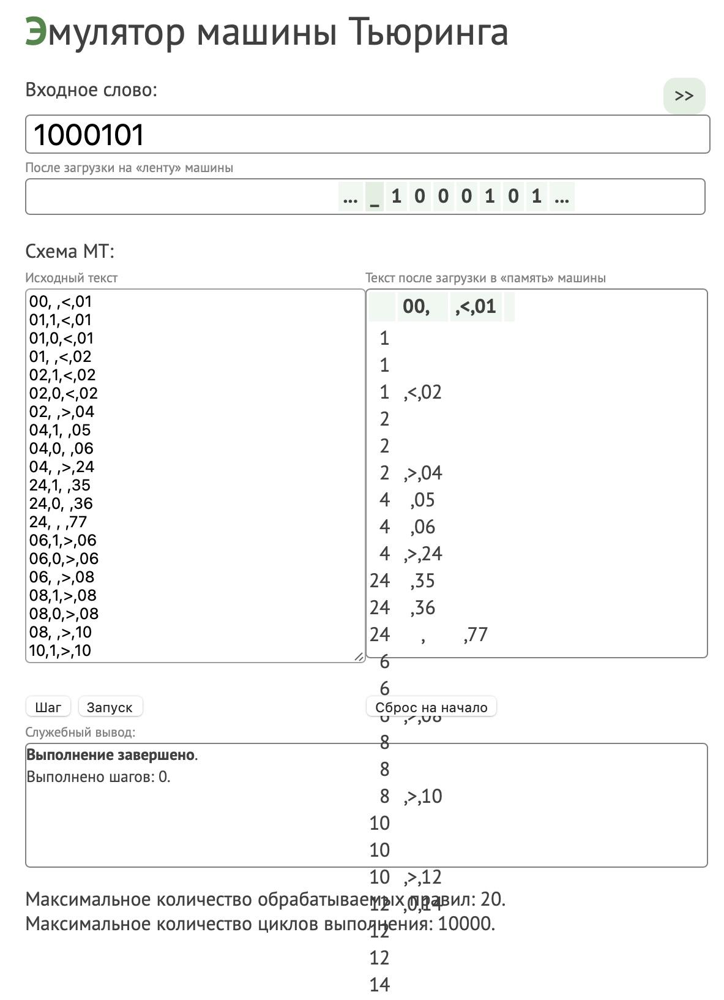 Эмулятор машины Тьюринга
Входное слово:
>>
1000101
После загрузки на «ленту» машины
... _ 1 0 0 0 1 0 1 ...
Схема МТ:
Исходный текст
00, ,<,01
01,1,<,01
01,0,<,01
01, ,<,02
02,1,<,02
02,0,<,02
02, ,>,04
04,1, ,05
04,0, ,06
04, ,>,24
24,1, ,35
24,0, ,36
24, , ,77
06,1,>,06
06,0,>,06
06, ,>,08
08,1,>,08
08,0,>,08
08, ,>,10
10,1,>,10
Текст после загрузки в «память» машины
00, ,<,01
1
1
1 ,<,02
2
2
2 ,>,04
4 ,05
4 ,06
4 ,>,24
24 ,35
24 ,36
24 , ,77
6
6
6 ,>,08
8
8
8 ,>,10
10
10
10 ,>,12
12 ,0,14
12
12
14
Шаг
Запуск
Сброс на начало
Служебный вывод:
Выполнение завершено.
Выполнено шагов: 0.
Максимальное количество обрабатываемых правил: 20.
Максимальное количество циклов выполнения: 10000.